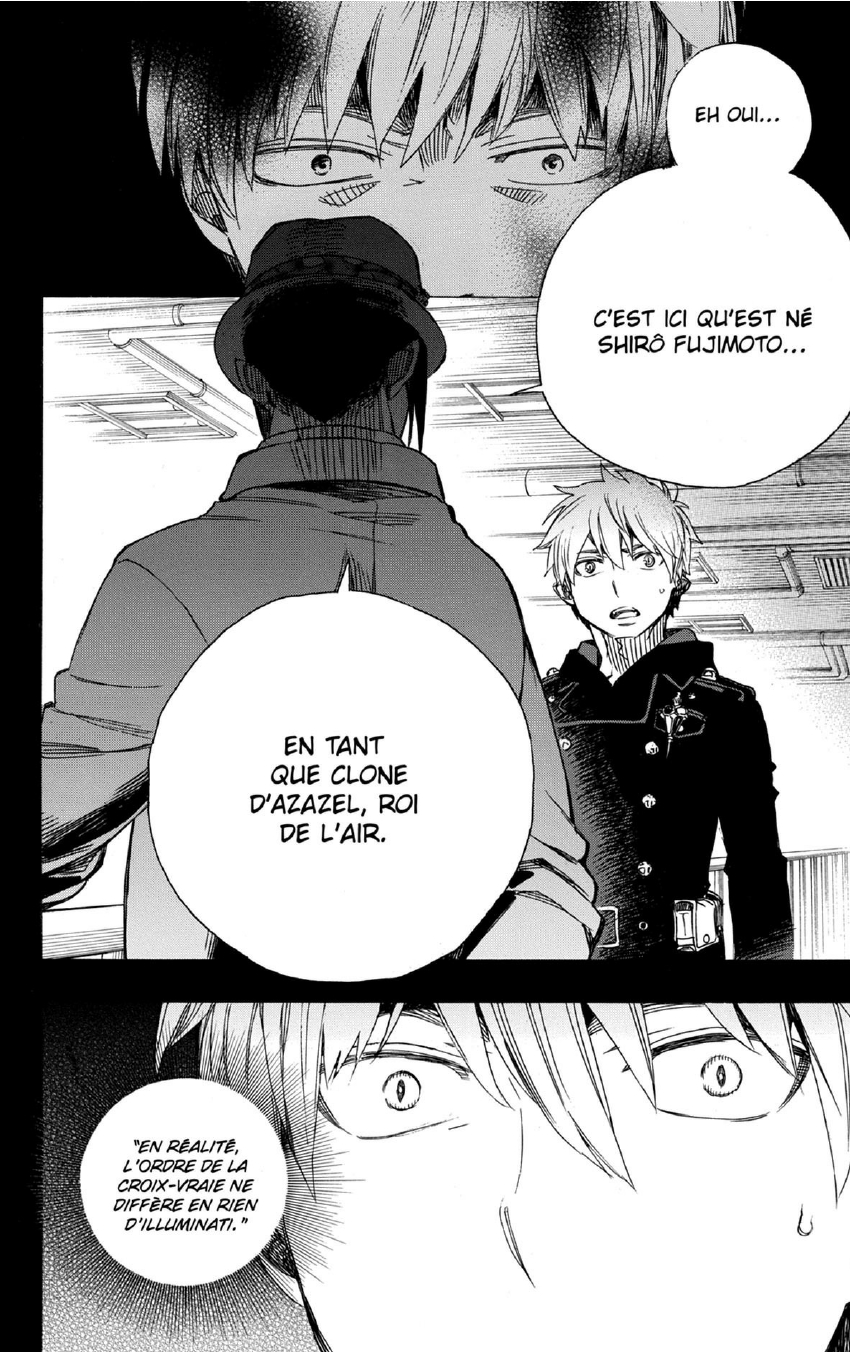 EH OUI...
C'EST ICI QU'EST NÉ
SHIRÔ FUJIMOTO...
EN TANT
QUE CLONE
D'AZAZEL, ROI
DE L'AIR.
"EN RÉALITÉ,
L'ORDRE DE LA
CROIX-VRAIE NE
DIFFÈRE EN RIEN
D'ILLUMINATI."